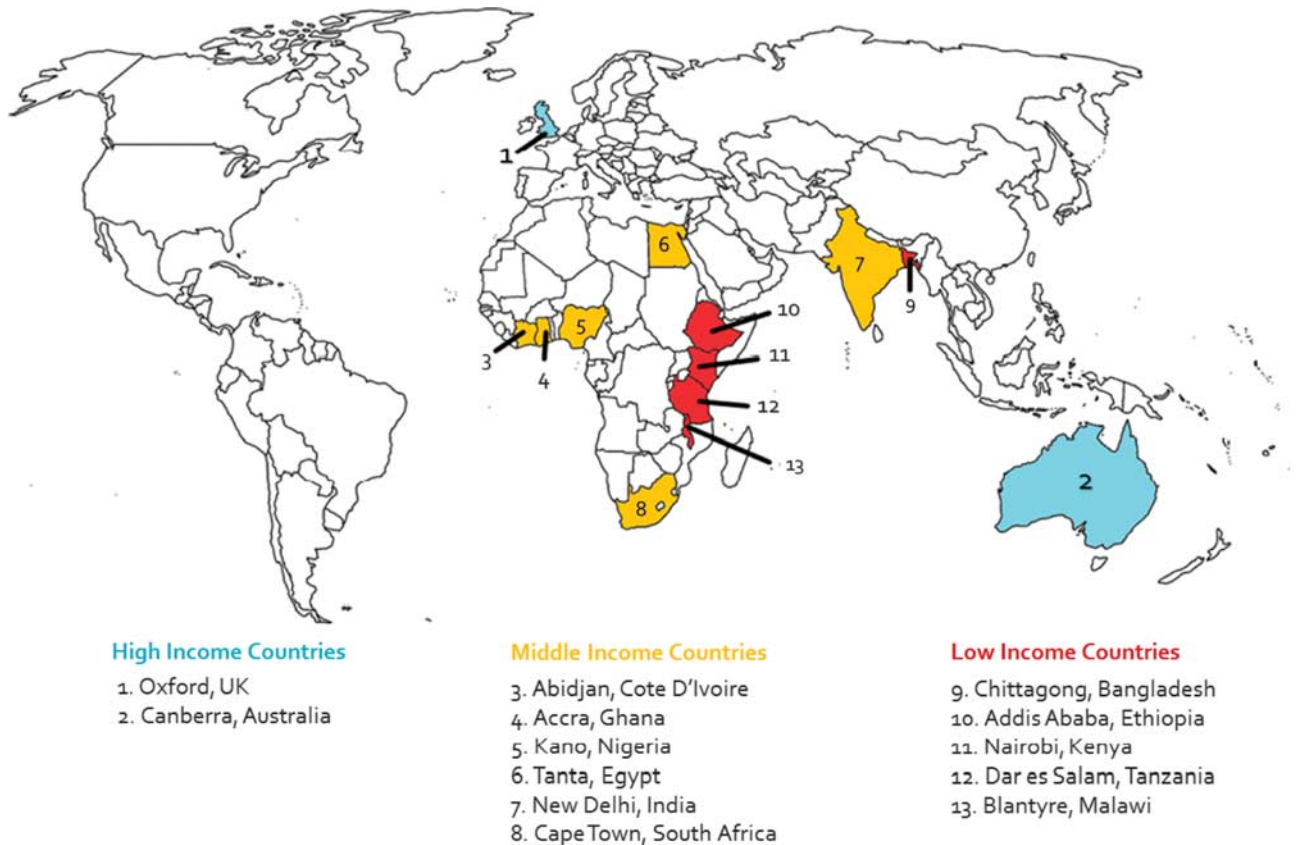 1
6
7
5
9
10
3
4
11
12
13
2
8
High Income Countries
1. Oxford, UK
2. Canberra, Australia
Middle Income Countries
3. Abidjan, Cote D'Ivoire
4. Accra, Ghana
5. Kano, Nigeria
6. Tanta, Egypt
7. New Delhi, India
8. Cape Town, South Africa
Low Income Countries
9. Chittagong, Bangladesh
10. Addis Ababa, Ethiopia
11. Nairobi, Kenya
12. Dar es Salam, Tanzania
13. Blantyre, Malawi